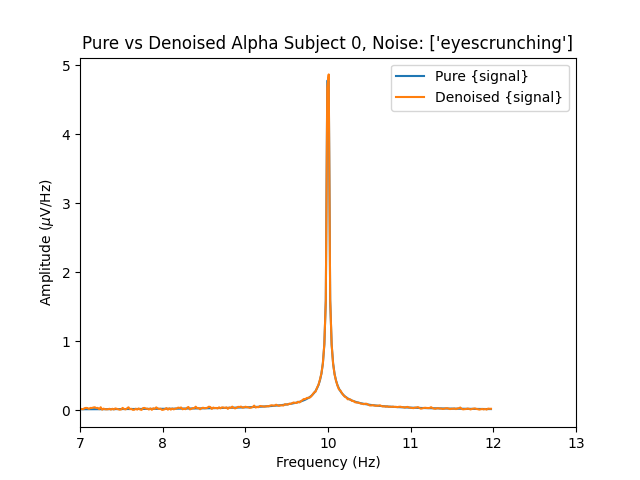 Pure vs Denoised Alpha Subject 0, Noise: ['eyescrunching']
Pure {signal}
Denoised {signal}
Amplitude (μV/Hz)
5
4
3
2
1
0
7 8 9 10 11 12 13
Frequency (Hz)